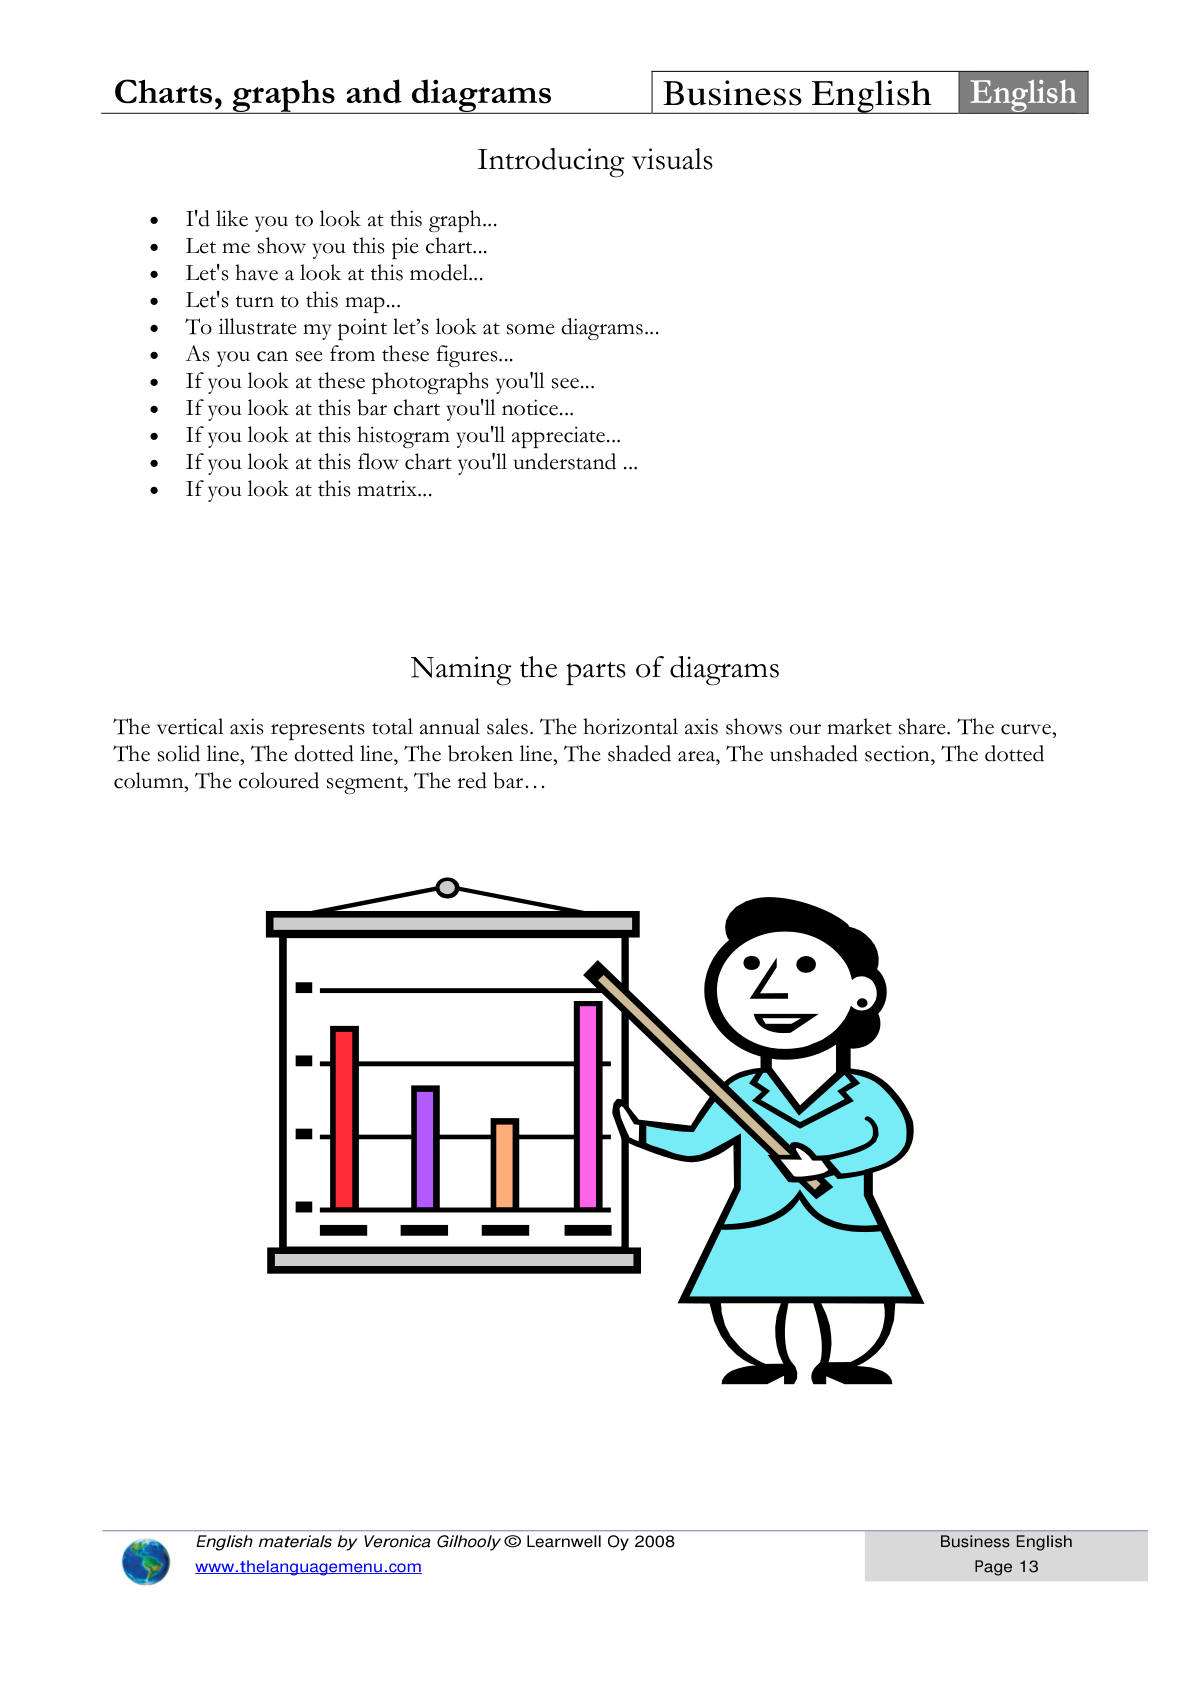 Charts, graphs and diagrams Business English English
Introducing visuals
• I'd like you to look at this graph...
• Let me show you this pie chart...
• Let's have a look at this model...
• Let's turn to this map...
• To illustrate my point let’s look at some diagrams...
• As you can see from these figures...
• If you look at these photographs you'll see...
• If you look at this bar chart you'll notice...
• If you look at this histogram you'll appreciate...
• If you look at this flow chart you'll understand ...
• If you look at this matrix...
Naming the parts of diagrams
The vertical axis represents total annual sales. The horizontal axis shows our market share. The curve,
The solid line, The dotted line, The broken line, The shaded area, The unshaded section, The dotted
column, The coloured segment, The red bar…
English materials by Veronica Gilhooly © Learnwell Oy 2008
www.thelanguagemenu.com
Business English
Page 13